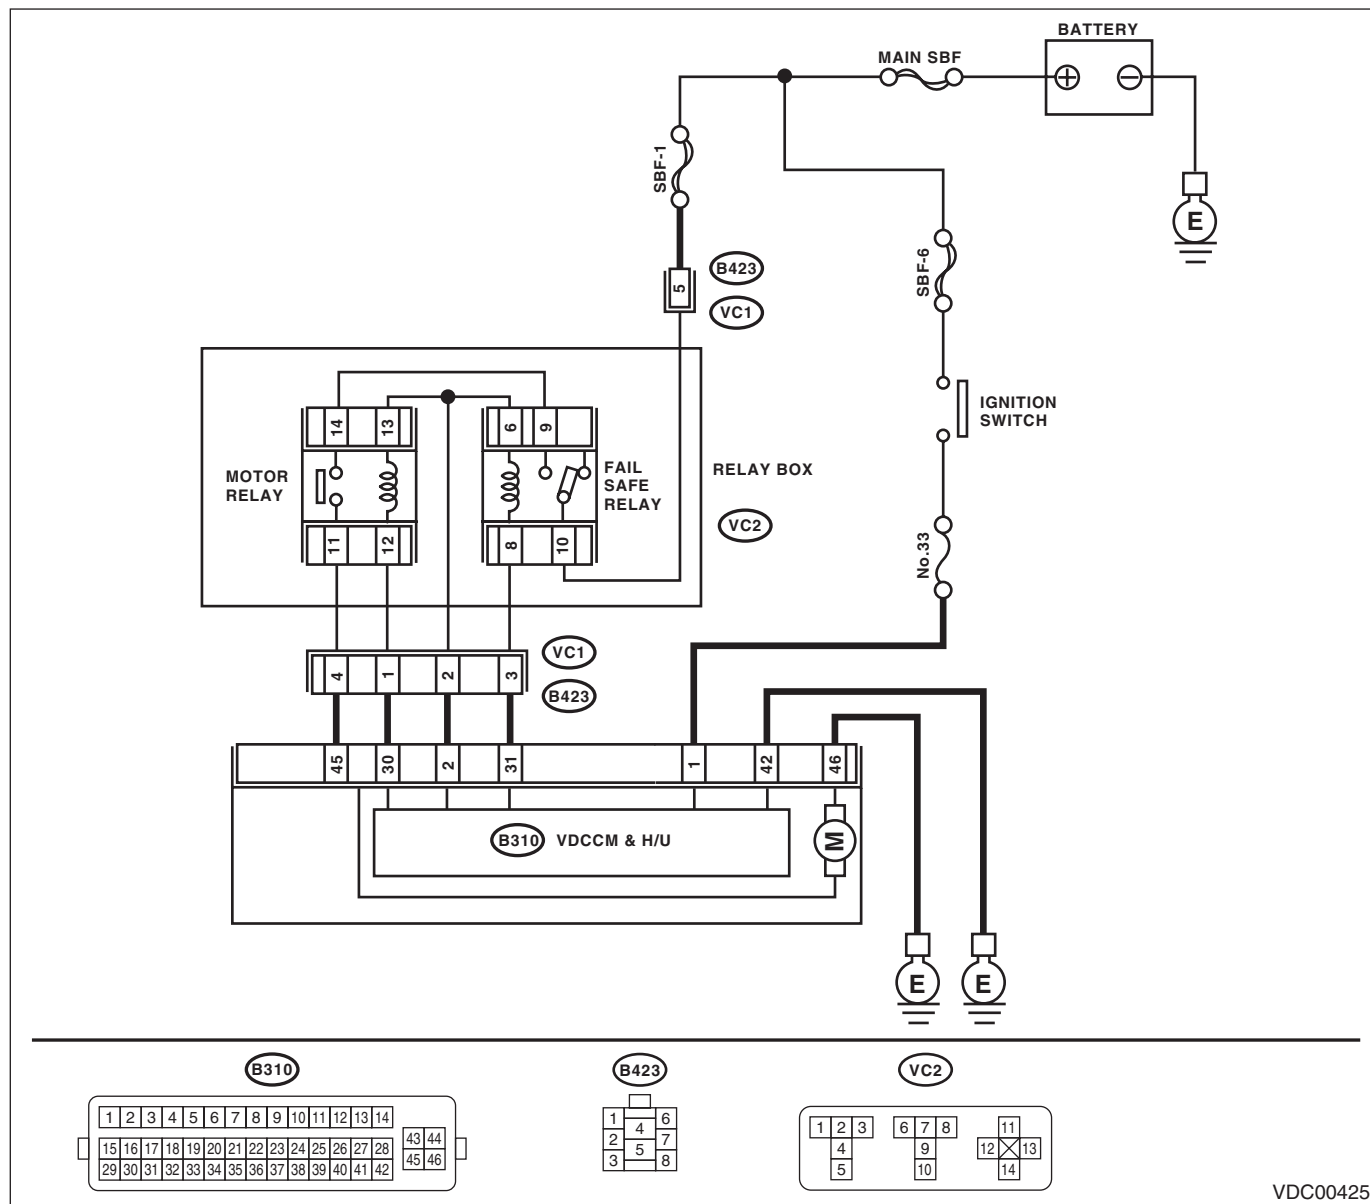 BATTERY
MAIN SBF
SBF-1
E
B423
5
VC1
SBF-6
IGNITION
SWITCH
14 13 6 9
MOTOR
RELAY
FAIL
SAFE
RELAY
RELAY BOX
11 12 8 10
VC2
No.33
VC1
4 1 2 3
B423
45 30 2 31 1 42 46
B310 VDCCM & H/U
M
E E
B310
1 2 3 4 5 6 7 8 9 10 11 12 13 14
15 16 17 18 19 20 21 22 23 24 25 26 27 28
29 30 31 32 33 34 35 36 37 38 39 40 41 42
43 44
45 46
B423
1 4 6
2 5 7
3 8
VC2
1 2 3
4
5
6 7 8
9
10
11
12 13
14
VDC00425